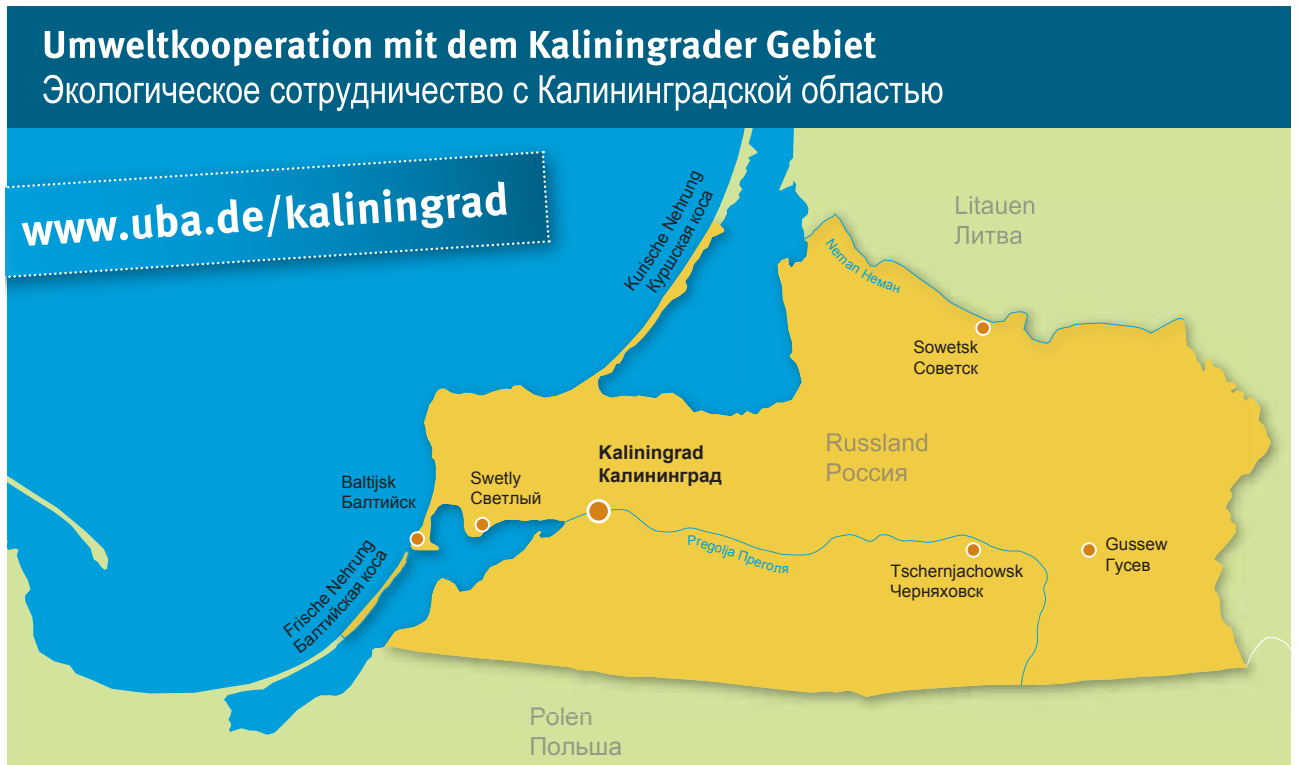 Umweltkooperation mit dem Kaliningrader Gebiet
Экологическое сотрудничество с Калининградской областью
www.uba.de/kaliningrad
Kurische Nehrung
Куршская коса
Litauen
Литва
Neman Неман
Sowetsk
Советск
Russland
Россия
Kaliningrad
Калининград
Baltijsk
Балтийск
Swetly
Светлый
Pregolja Преголя
Tschernjachowsk
Черняховск
Gussew
Гусев
Frische Nehrung
Балтийская коса
Polen
Польша